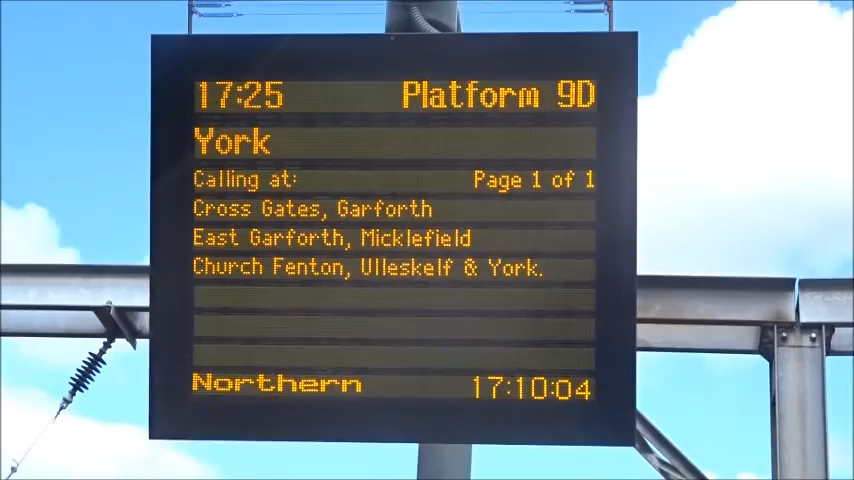 17:25 Platform 9D
York
Calling at: Page 1 of 1
Cross Gates, Garforth
East Garforth, Micklefield
Church Fenton, Ulleskelf & York.
Northern 17:10:04